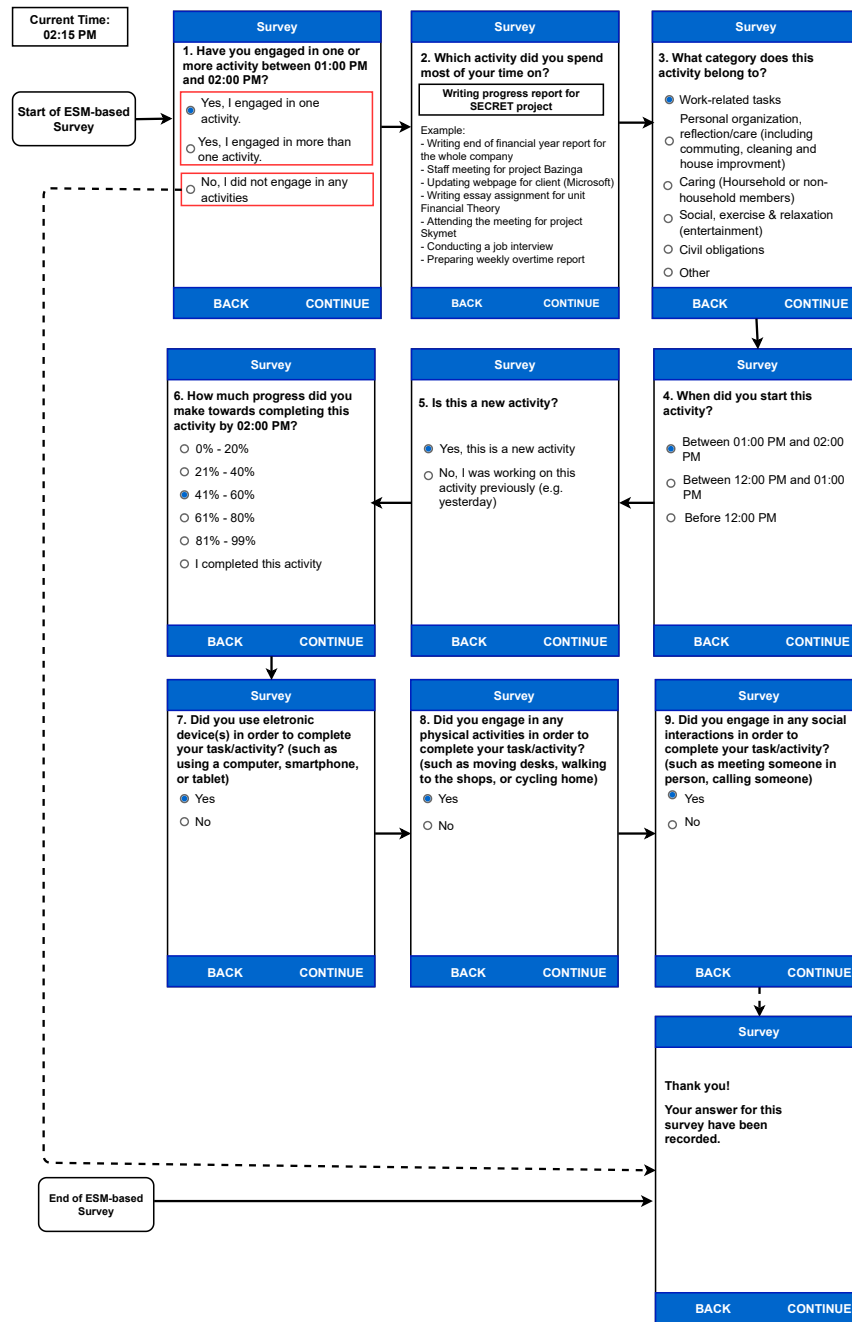 Current Time:
02:15 PM
Start of ESM-based
Survey
Survey
1. Have you engaged in one or
more activity between 01:00 PM
and 02:00 PM?
Yes, I engaged in one
activity.
Yes, I engaged in more than
one activity.
No, I did not engage in any
activities
BACK CONTINUE
Survey
2. Which activity did you spend
most of your time on?
Writing progress report for
SECRET project
Example:
- Writing end of financial year report for
the whole company
- Staff meeting for project Bazinga
- Updating webpage for client (Microsoft)
- Writing essay assignment for unit
Financial Theory
- Attending the meeting for project
Skymet
- Conducting a job interview
- Preparing weekly overtime report
BACK CONTINUE
Survey
3. What category does this
activity belong to?
Work-related tasks
Personal organization,
reflection/care (including
commuting, cleaning and
house improvment)
Caring (Hoursehold or non-
household members)
Social, exercise & relaxation
(entertainment)
Civil obligations
Other
BACK CONTINUE
Survey
4. When did you start this
activity?
Between 01:00 PM and 02:00
PM
Between 12:00 PM and 01:00
PM
Before 12:00 PM
BACK CONTINUE
Survey
5. Is this a new activity?
Yes, this is a new activity
No, I was working on this
activity previously (e.g.
yesterday)
BACK CONTINUE
Survey
6. How much progress did you
make towards completing this
activity by 02:00 PM?
0% - 20%
21% - 40%
41% - 60%
61% - 80%
81% - 99%
I completed this activity
BACK CONTINUE
Survey
7. Did you use eletronic
device(s) in order to complete
your task/activity? (such as
using a computer, smartphone,
or tablet)
Yes
No
BACK CONTINUE
Survey
8. Did you engage in any
physical activities in order to
complete your task/activity?
(such as moving desks, walking
to the shops, or cycling home)
Yes
No
BACK CONTINUE
Survey
9. Did you engage in any social
interactions in order to
complete your task/activity?
(such as meeting someone in
person, calling someone)
Yes
No
BACK CONTINUE
Survey
Thank you!
Your answer for this
survey have been
recorded.
BACK CONTINUE
End of ESM-based
Survey